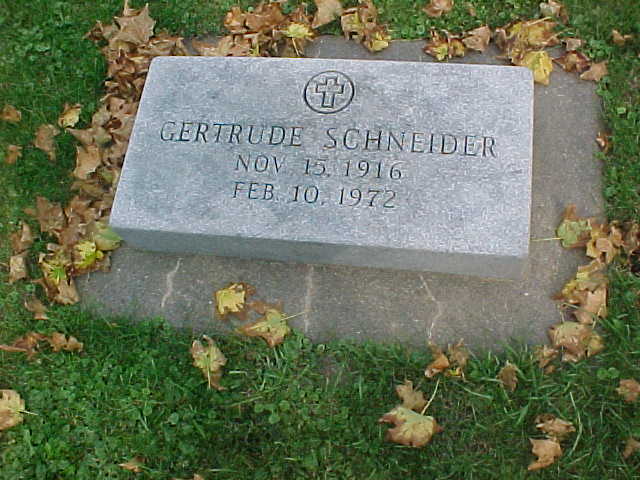 GERTRUDE SCHNEIDER
NOV. 15, 1916
FEB. 10, 1972